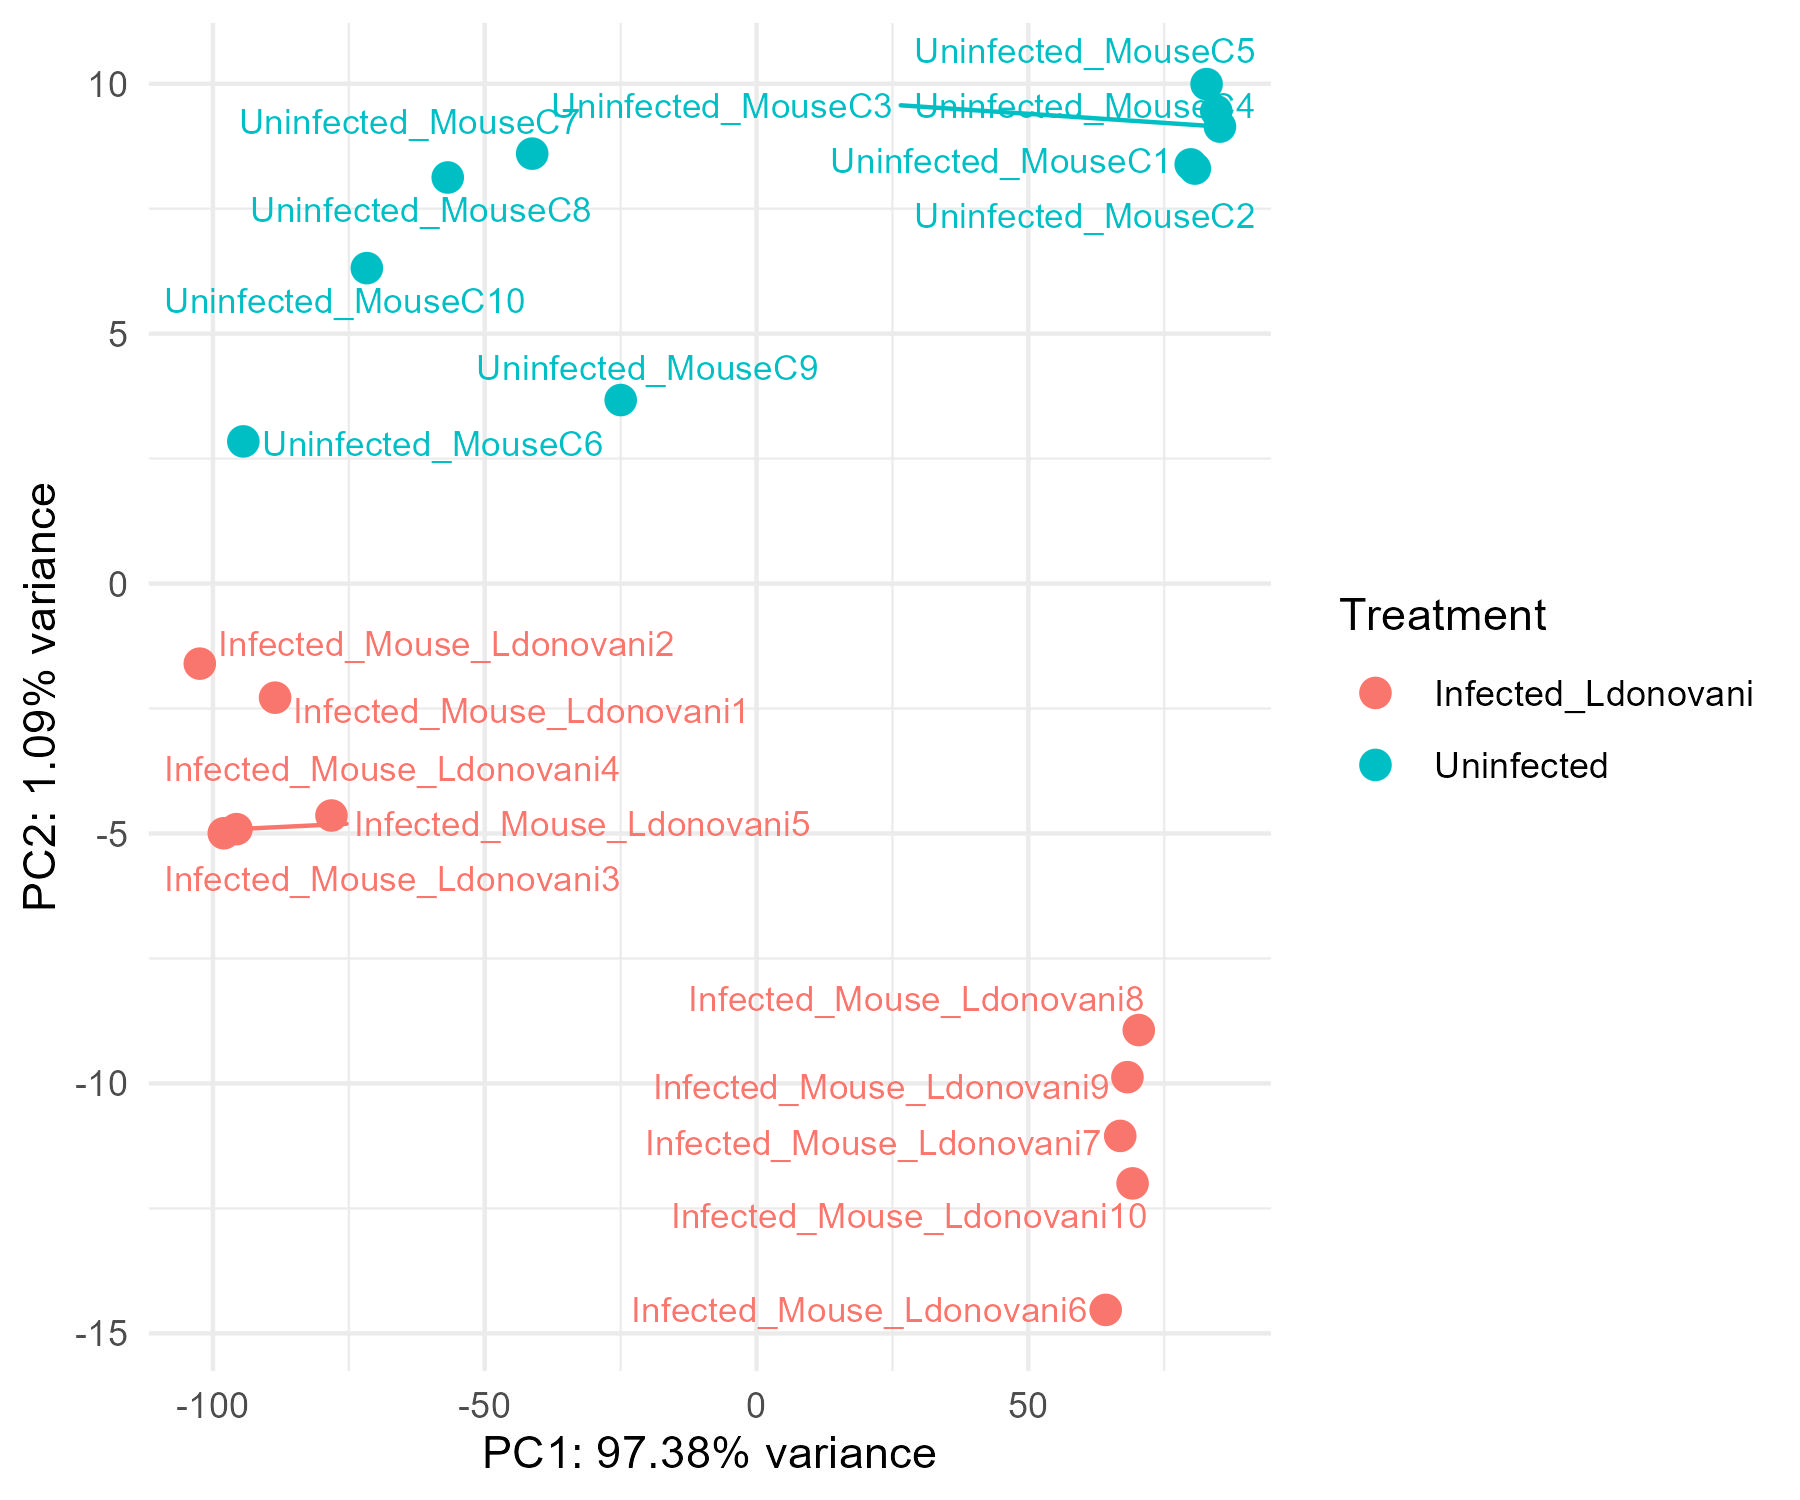 Uninfected_MouseC5
10
Uninfected_MouseC7
Uninfected_MouseC3
Uninfected_MouseC4
Uninfected_MouseC1
Uninfected_MouseC8
Uninfected_MouseC2
Uninfected_MouseC10
5
Uninfected_MouseC9
Uninfected_MouseC6
PC2: 1.09% variance
0
Treatment
Infected_Mouse_Ldonovani2
Infected_Ldonovani
Infected_Mouse_Ldonovani1
Infected_Mouse_Ldonovani4
Uninfected
Infected_Mouse_Ldonovani5
-5
Infected_Mouse_Ldonovani3
Infected_Mouse_Ldonovani8
-10
Infected_Mouse_Ldonovani9
Infected_Mouse_Ldonovani7
Infected_Mouse_Ldonovani10
Infected_Mouse_Ldonovani6
-15
-100 -50 0 50
PC1: 97.38% variance